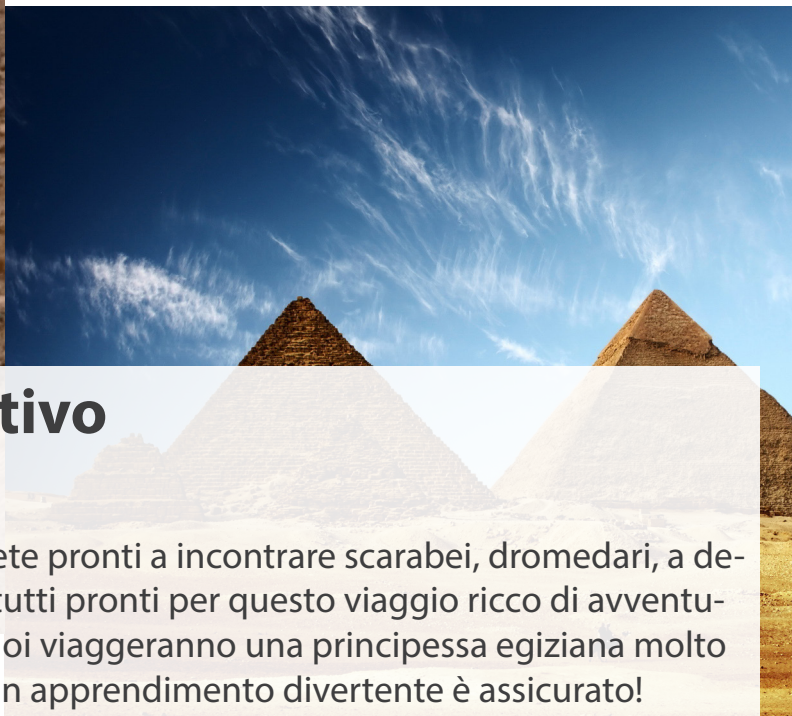 tivo
ete pronti a incontrare scarabei, dromedari, a de-
tutti pronti per questo viaggio ricco di avventu-
oi viaggeranno una principessa egiziana molto
n apprendimento divertente è assicurato!